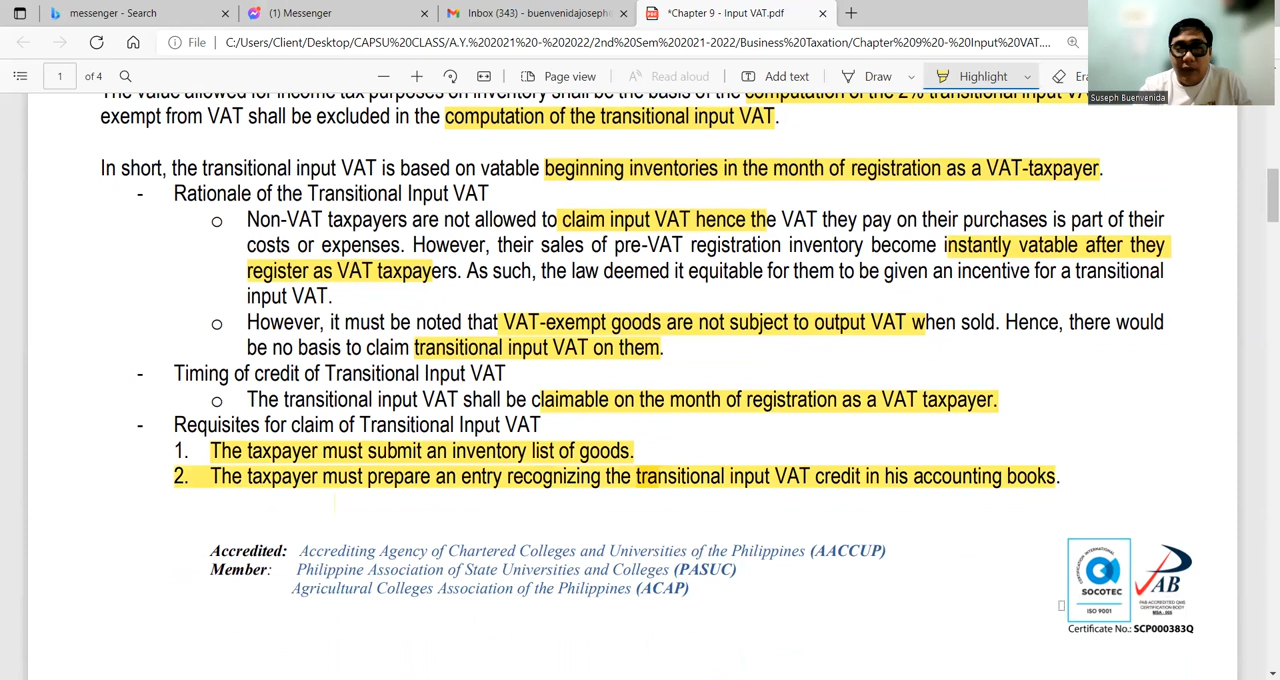 messenger - Search
(1) Messenger
Inbox (343) - buenvenidajosephi
*Chapter 9 - Input VAT.pdf
File
C:/Users/Client/Desktop/CAPSU%20CLASS/A.Y.%202021%20-%202022/2nd%20Sem%202021-2022/Business%20Taxation/Chapter%209%20-%20Input%20VAT....
1
of 4
Page view
Read aloud
Add text
Draw
Highlight
Suseph Buenvenida
The value allowed for income tax purposes on inventory shall be the basis of the computation of the 2% transitional input
exempt from VAT shall be excluded in the computation of the transitional input VAT.
In short, the transitional input VAT is based on vatable beginning inventories in the month of registration as a VAT-taxpayer.
- Rationale of the Transitional Input VAT
o Non-VAT taxpayers are not allowed to claim input VAT hence the VAT they pay on their purchases is part of their
costs or expenses. However, their sales of pre-VAT registration inventory become instantly vatable after they
register as VAT taxpayers. As such, the law deemed it equitable for them to be given an incentive for a transitional
input VAT.
o However, it must be noted that VAT-exempt goods are not subject to output VAT when sold. Hence, there would
be no basis to claim transitional input VAT on them.
- Timing of credit of Transitional Input VAT
o The transitional input VAT shall be claimable on the month of registration as a VAT taxpayer.
- Requisites for claim of Transitional Input VAT
1. The taxpayer must submit an inventory list of goods.
2. The taxpayer must prepare an entry recognizing the transitional input VAT credit in his accounting books.
Accredited: Accrediting Agency of Chartered Colleges and Universities of the Philippines (AACCUP)
Member: Philippine Association of State Universities and Colleges (PASUC)
Agricultural Colleges Association of the Philippines (ACAP)
SOCOTEC
ISO 9001
PAB
Certificate No.: SCP000383Q